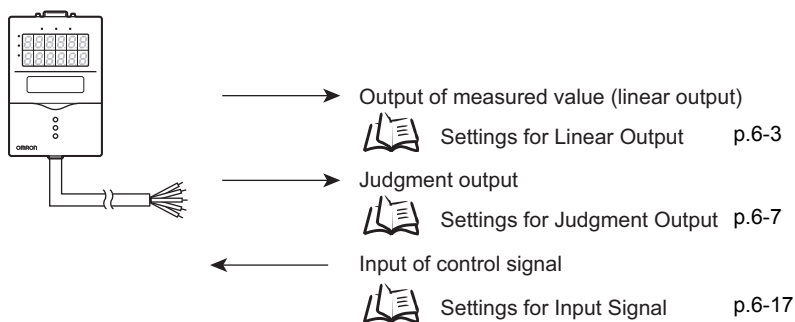 OMRON
Output of measured value (linear output)
Settings for Linear Output p.6-3
Judgment output
Settings for Judgment Output p.6-7
Input of control signal
Settings for Input Signal p.6-17